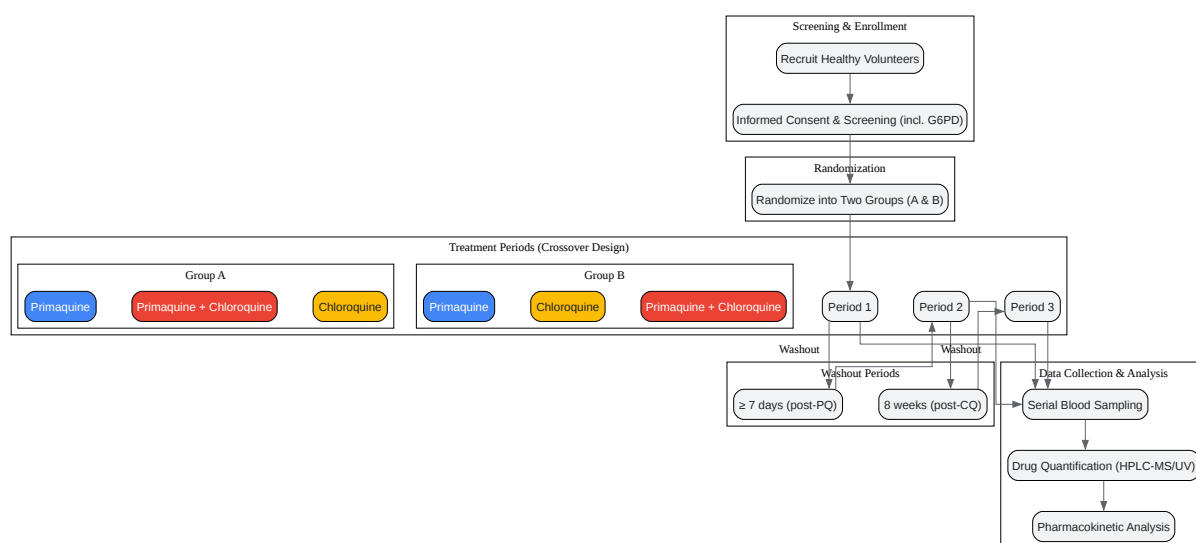 Screening & Enrollment
Recruit Healthy Volunteers
Informed Consent & Screening (incl. G6PD)
Randomization
Randomize into Two Groups (A & B)
Treatment Periods (Crossover Design)
Group A
Primaquine
Primaquine + Chloroquine
Chloroquine
Group B
Primaquine
Chloroquine
Primaquine + Chloroquine
Period 1
Period 2
Period 3
Washout
Washout
Washout Periods
≥ 7 days (post-PQ)
8 weeks (post-CQ)
Data Collection & Analysis
Serial Blood Sampling
Drug Quantification (HPLC-MS/UV)
Pharmacokinetic Analysis